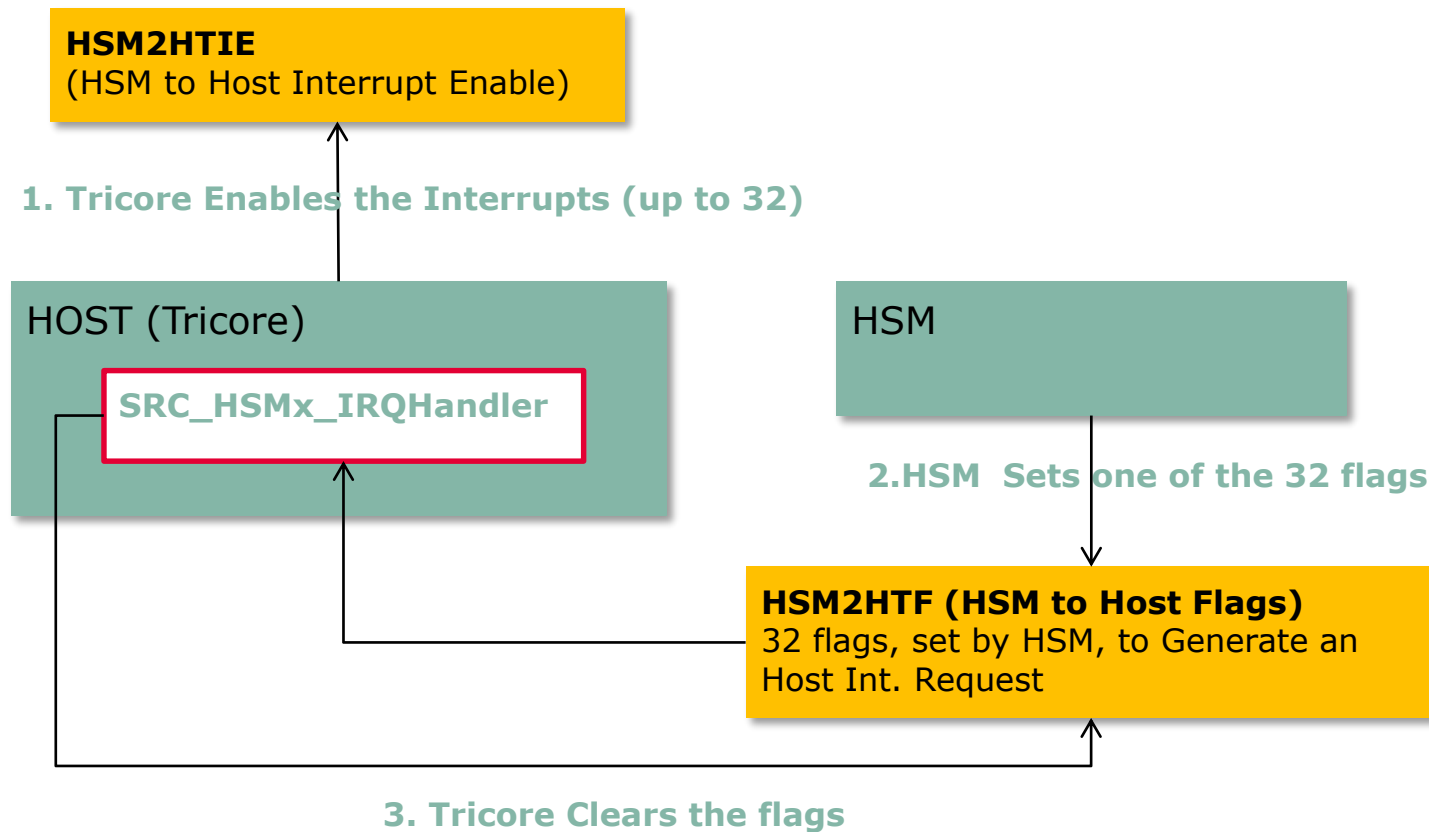 HSM2HTIE
(HSM to Host Interrupt Enable)
1. Tricore Enables the Interrupts (up to 32)
HOST (Tricore)
SRC_HSMx_IRQHandler
HSM
2.HSM Sets one of the 32 flags
HSM2HTF (HSM to Host Flags)
32 flags, set by HSM, to Generate an
Host Int. Request
3. Tricore Clears the flags